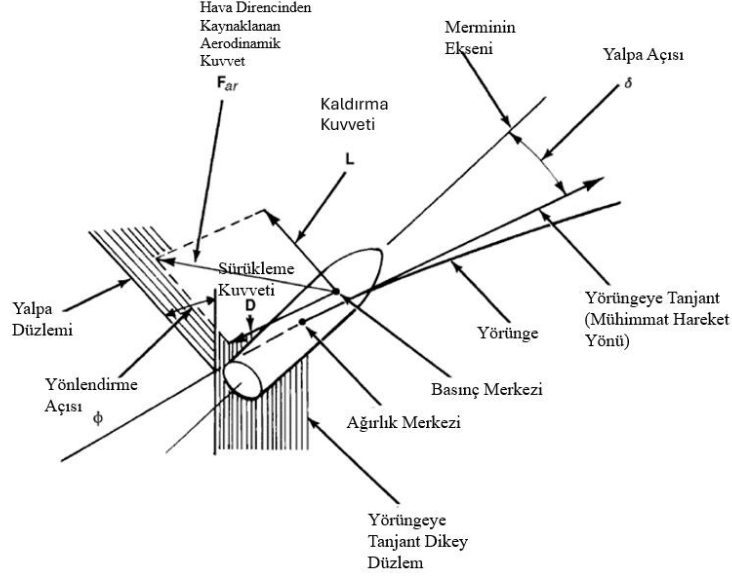 Hava Direncinden
Kaynaklanan
Aerodinamik
Kuvvet
Far
Merminin
Ekseni
Yalpa Açısı
δ
Kaldırma
Kuvveti
L
Sürükleme
Kuvveti
D
Yalpa
Düzlemi
Yörüngeye Tanjant
(Mühimmat Hareket
Yönü)
Yörünge
Yönlendirme
Açısı
ϕ
Basınç Merkezi
Ağırlık Merkezi
Yörüngeye
Tanjant Dikey
Düzlem